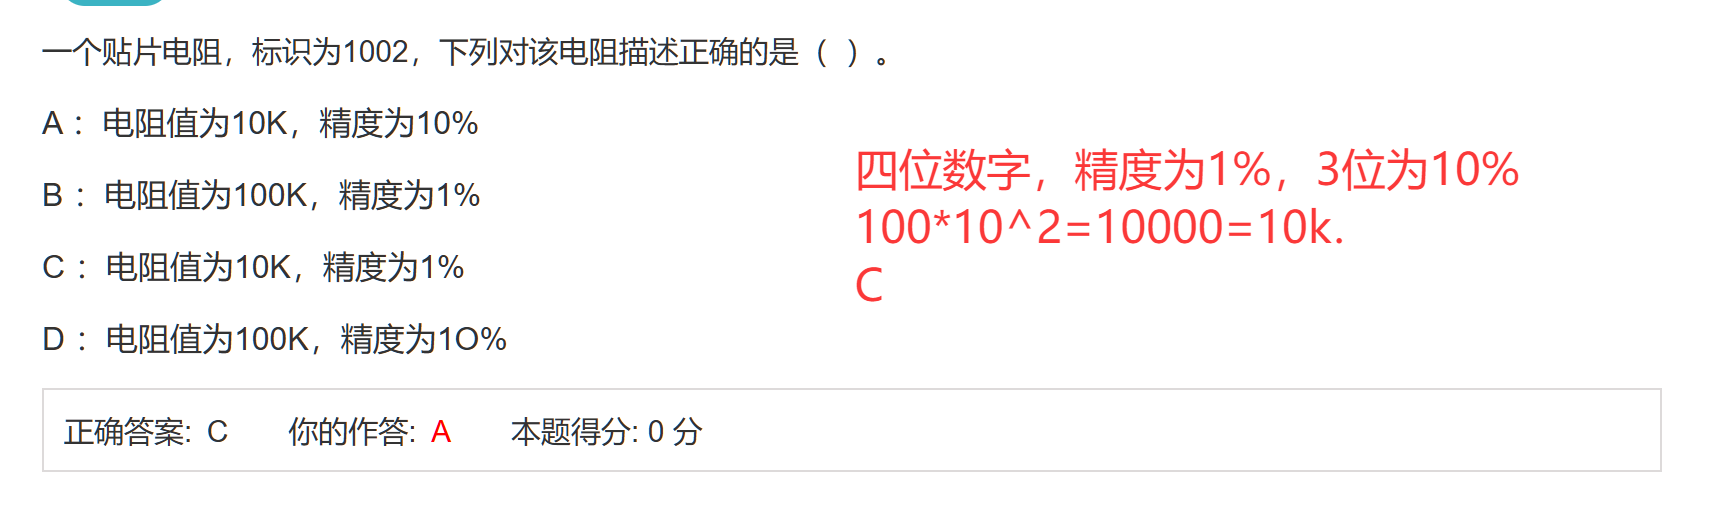 一个贴片电阻，标识为1002，下列对该电阻描述正确的是（ ）。
A： 电阻值为10K，精度为10%
B： 电阻值为100K，精度为1%
C： 电阻值为10K，精度为1%
D： 电阻值为100K，精度为1O%
四位数字，精度为1%，3位为10%
100*10^2=10000=10k.
C
正确答案: C 你的作答: A 本题得分: 0 分